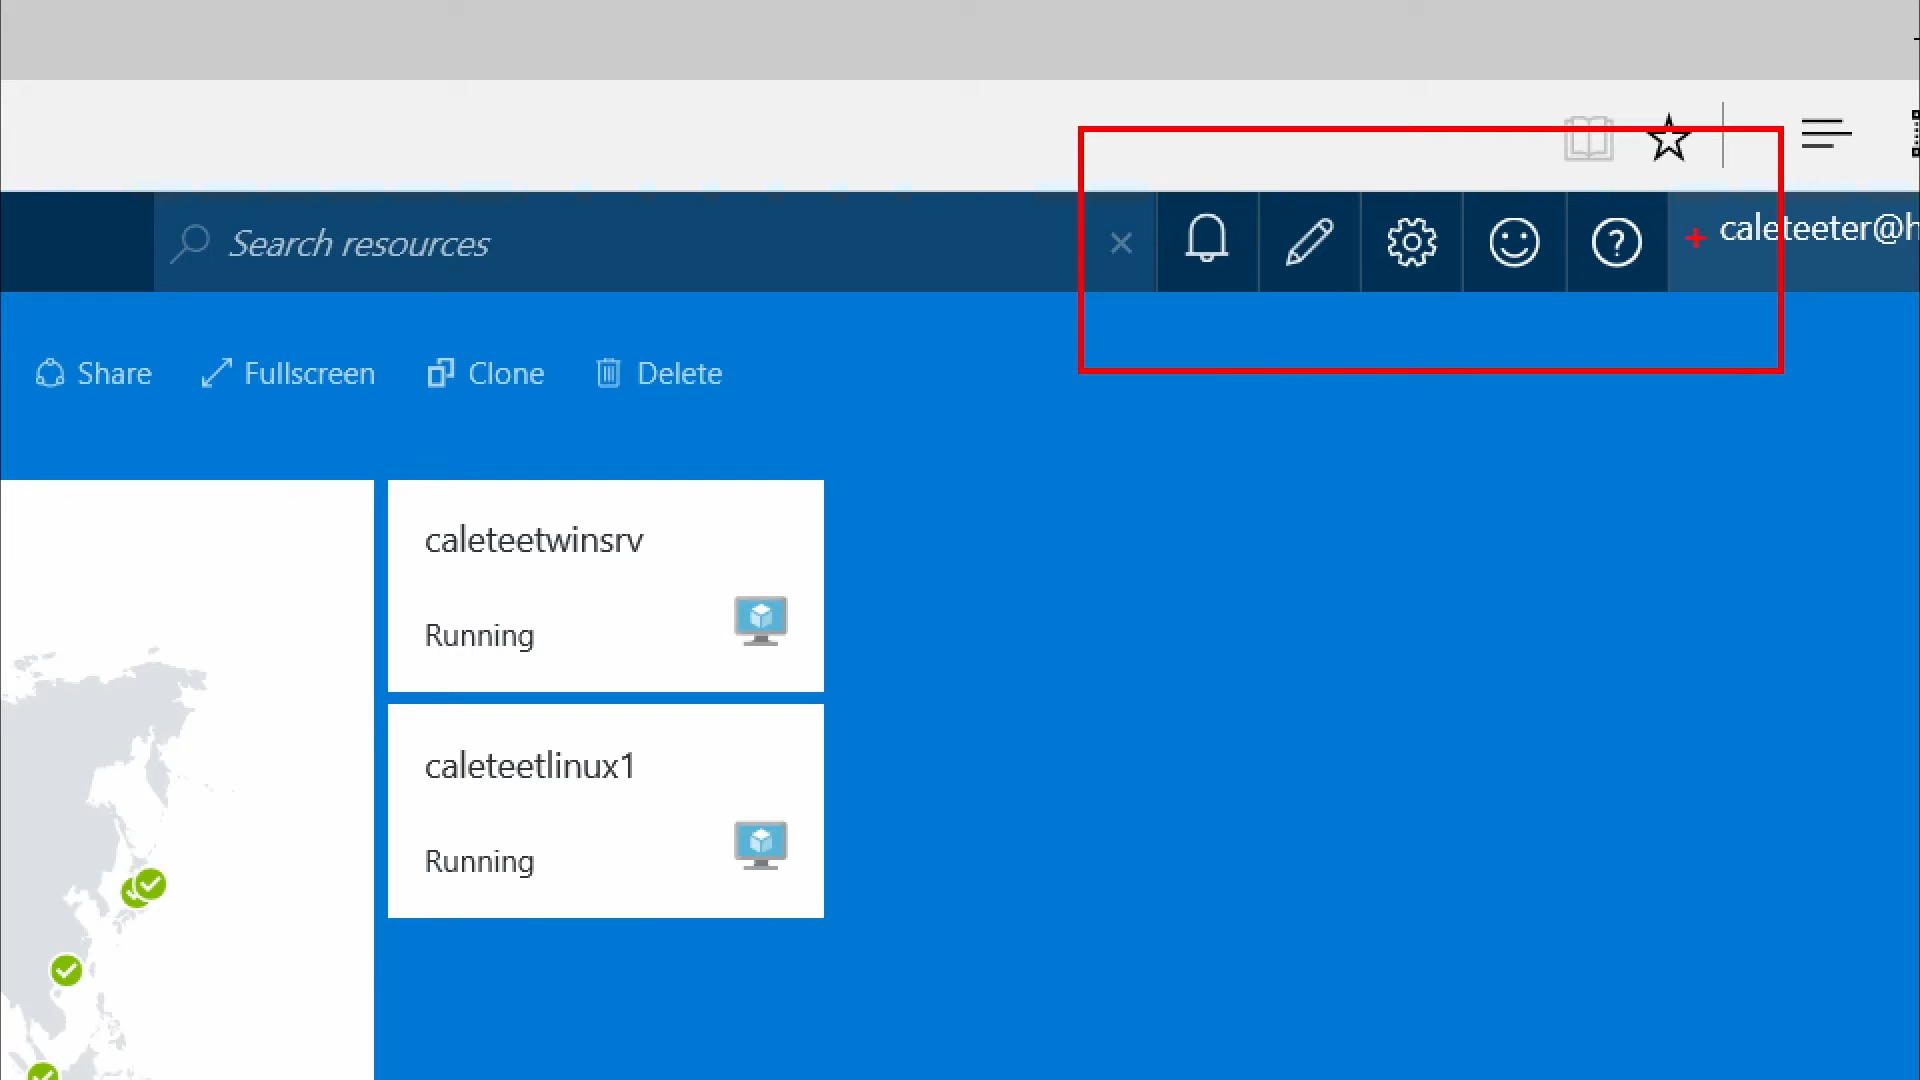 Search resources
caleteeter@h
Share Fullscreen Clone Delete
caleteetwinsrv
Running
caleteetlinux1
Running